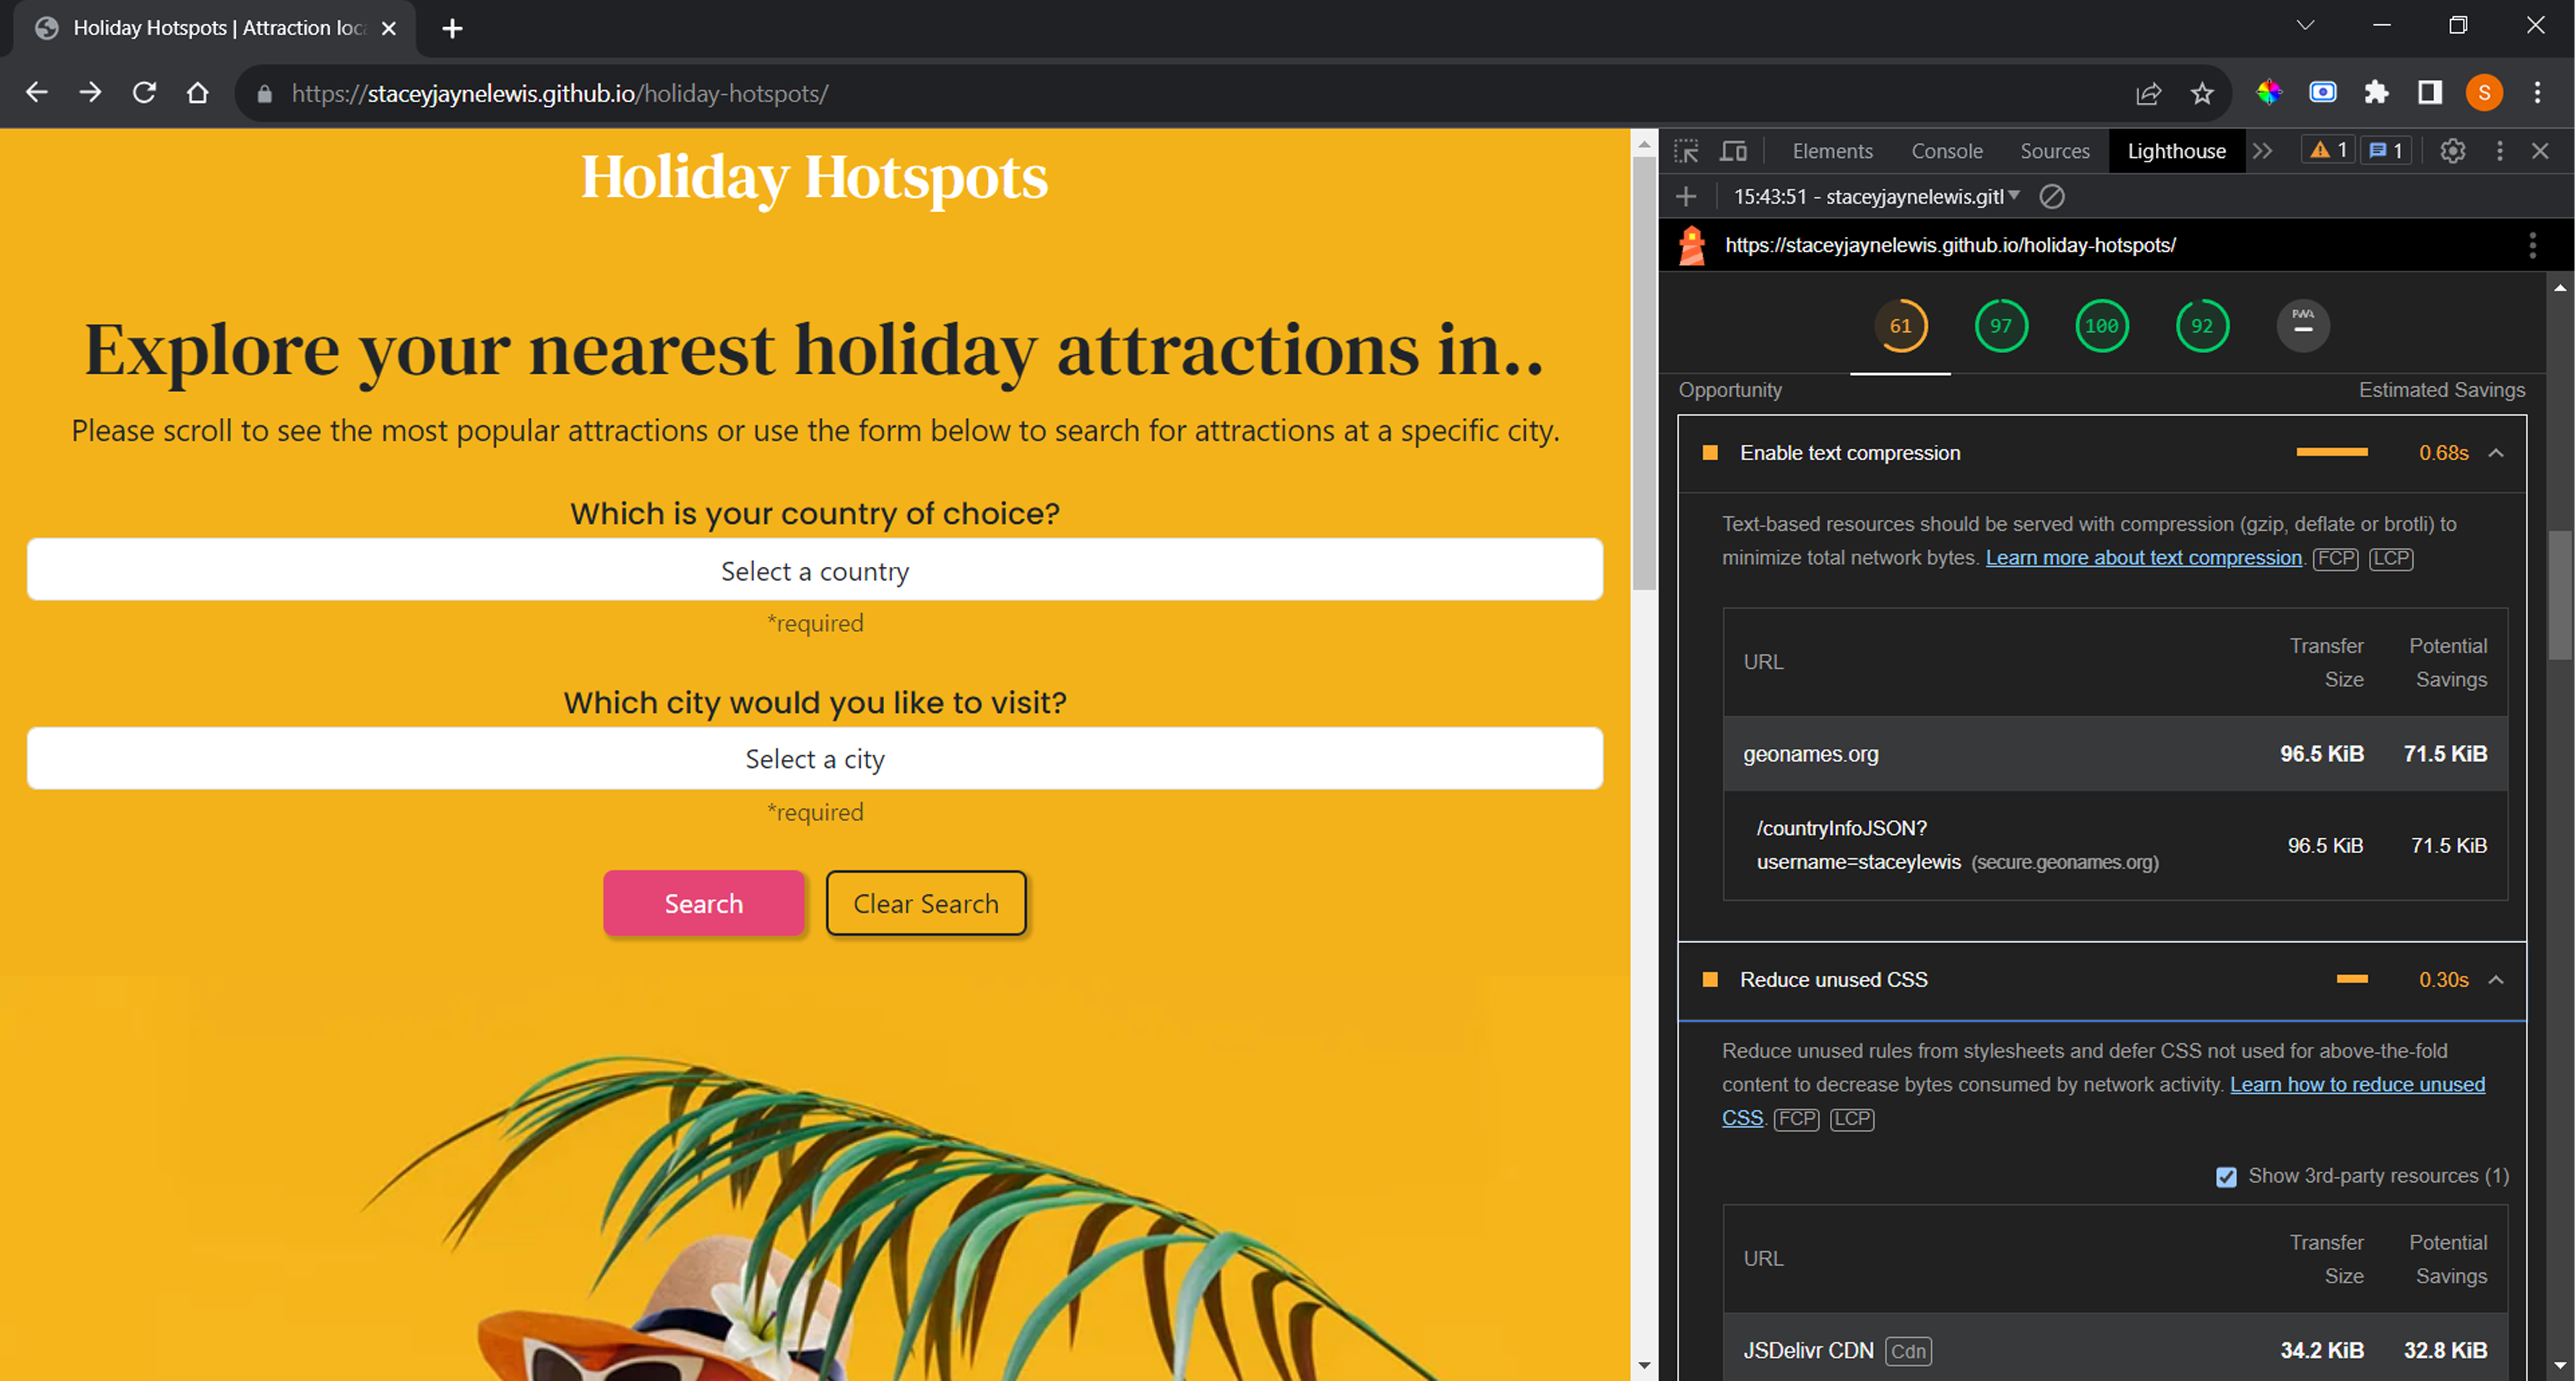 Holiday Hotspots | Attraction loc
https://staceyjaynelewis.github.io/holiday-hotspots/
S
Holiday Hotspots
Explore your nearest holiday attractions in..
Please scroll to see the most popular attractions or use the form below to search for attractions at a specific city.
Which is your country of choice?
Select a country
*required
Which city would you like to visit?
Select a city
*required
Search Clear Search
Elements Console Sources Lighthouse 1 1
15:43:51 - staceyjaynelewis.gitl
https://staceyjaynelewis.github.io/holiday-hotspots/
61 97 100 92 PWA
Opportunity Estimated Savings
Enable text compression 0.68s
Text-based resources should be served with compression (gzip, deflate or brotli) to
minimize total network bytes. Learn more about text compression. FCP LCP
URL Transfer Size Potential Savings
geonames.org 96.5 KiB 71.5 KiB
/countryInfoJSON?
username=staceylewis (secure.geonames.org) 96.5 KiB 71.5 KiB
Reduce unused CSS 0.30s
Reduce unused rules from stylesheets and defer CSS not used for above-the-fold
content to decrease bytes consumed by network activity. Learn how to reduce unused
CSS. FCP LCP
Show 3rd-party resources (1)
URL Transfer Size Potential Savings
JSDelivr CDN Cdn 34.2 KiB 32.8 KiB